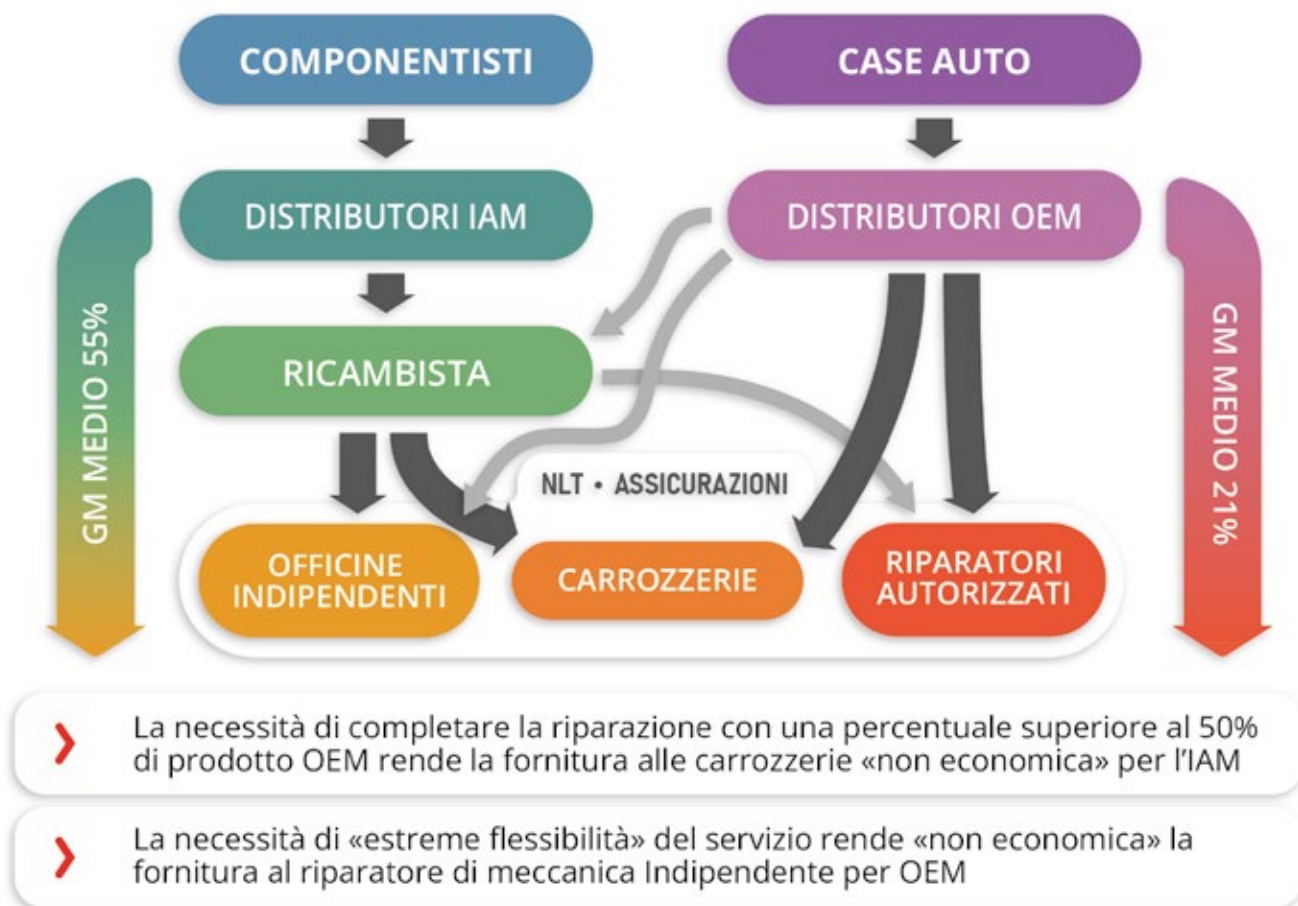 COMPONENTISTI
CASE AUTO
DISTRIBUTORI IAM
DISTRIBUTORI OEM
RICAMBISTA
GM MEDIO 55%
GM MEDIO 21%
NLT • ASSICURAZIONI
OFFICINE
INDIPENDENTI
CARROZZERIE
RIPARATORI
AUTORIZZATI
La necessità di completare la riparazione con una percentuale superiore al 50%
di prodotto OEM rende la fornitura alle carrozzerie «non economica» per l'IAM
La necessità di «estreme flessibilità» del servizio rende «non economica» la
fornitura al riparatore di meccanica Indipendente per OEM